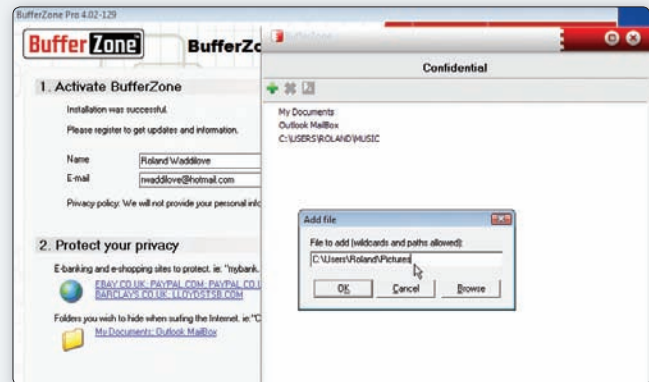 BufferZone Pro 4.02-129
Buffer Zone
BufferZo
1. Activate BufferZone
Installation was successful.
Please register to get updates and information.
Name
Roland Waddilove
E-mail
rwaddilove@hotmail.com
Privacy policy: We will not provide your personal info
2. Protect your privacy
E-banking and e-shopping sites to protect. ie: "mybank.
EBAY.CO.UK; PAYPAL.COM; PAYPAL.CO.U
BARCLAYS.CO.UK; LLOYDSTSB.COM
Folders you wish to hide when surfing the Internet. ie:"C
My Documents; Outlook MailBox
Confidential
My Documents
Outlook MailBox
C:\USERS\ROLAND\MUSIC
Add file
File to add (wildcards and paths allowed):
C:\Users\Roland\Pictures
OK
Cancel
Browse